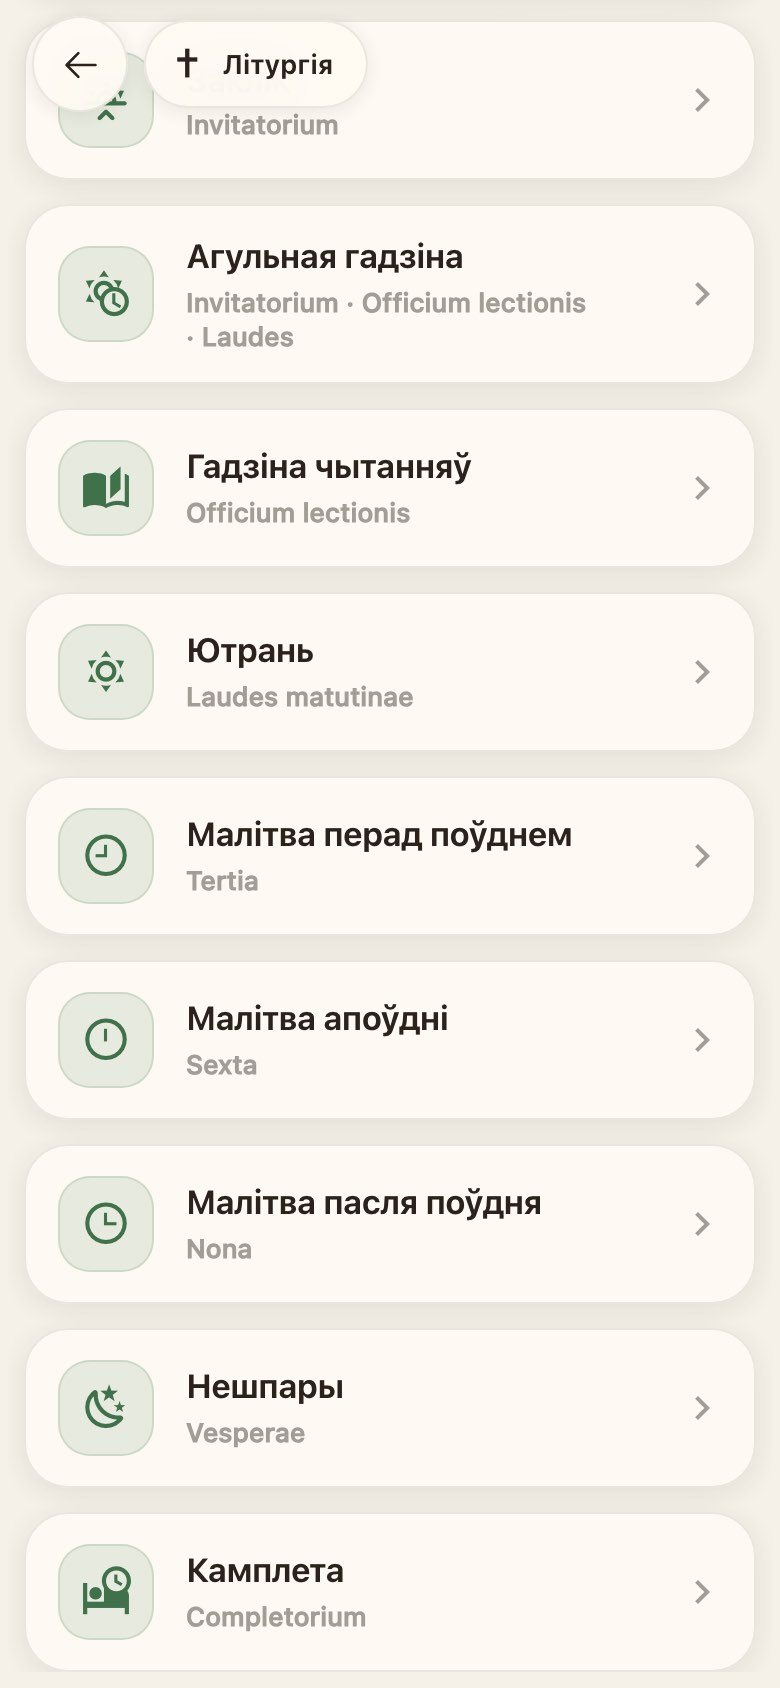 Літургія
Invitatorium
Агульная гадзіна
Invitatorium · Officium lectionis
· Laudes
Гадзіна чытанняў
Officium lectionis
Ютрань
Laudes matutinae
Малітва перад поўднем
Tertia
Малітва апоўдні
Sexta
Малітва пасля поўдня
Nona
Нешпары
Vesperae
Камплета
Completorium